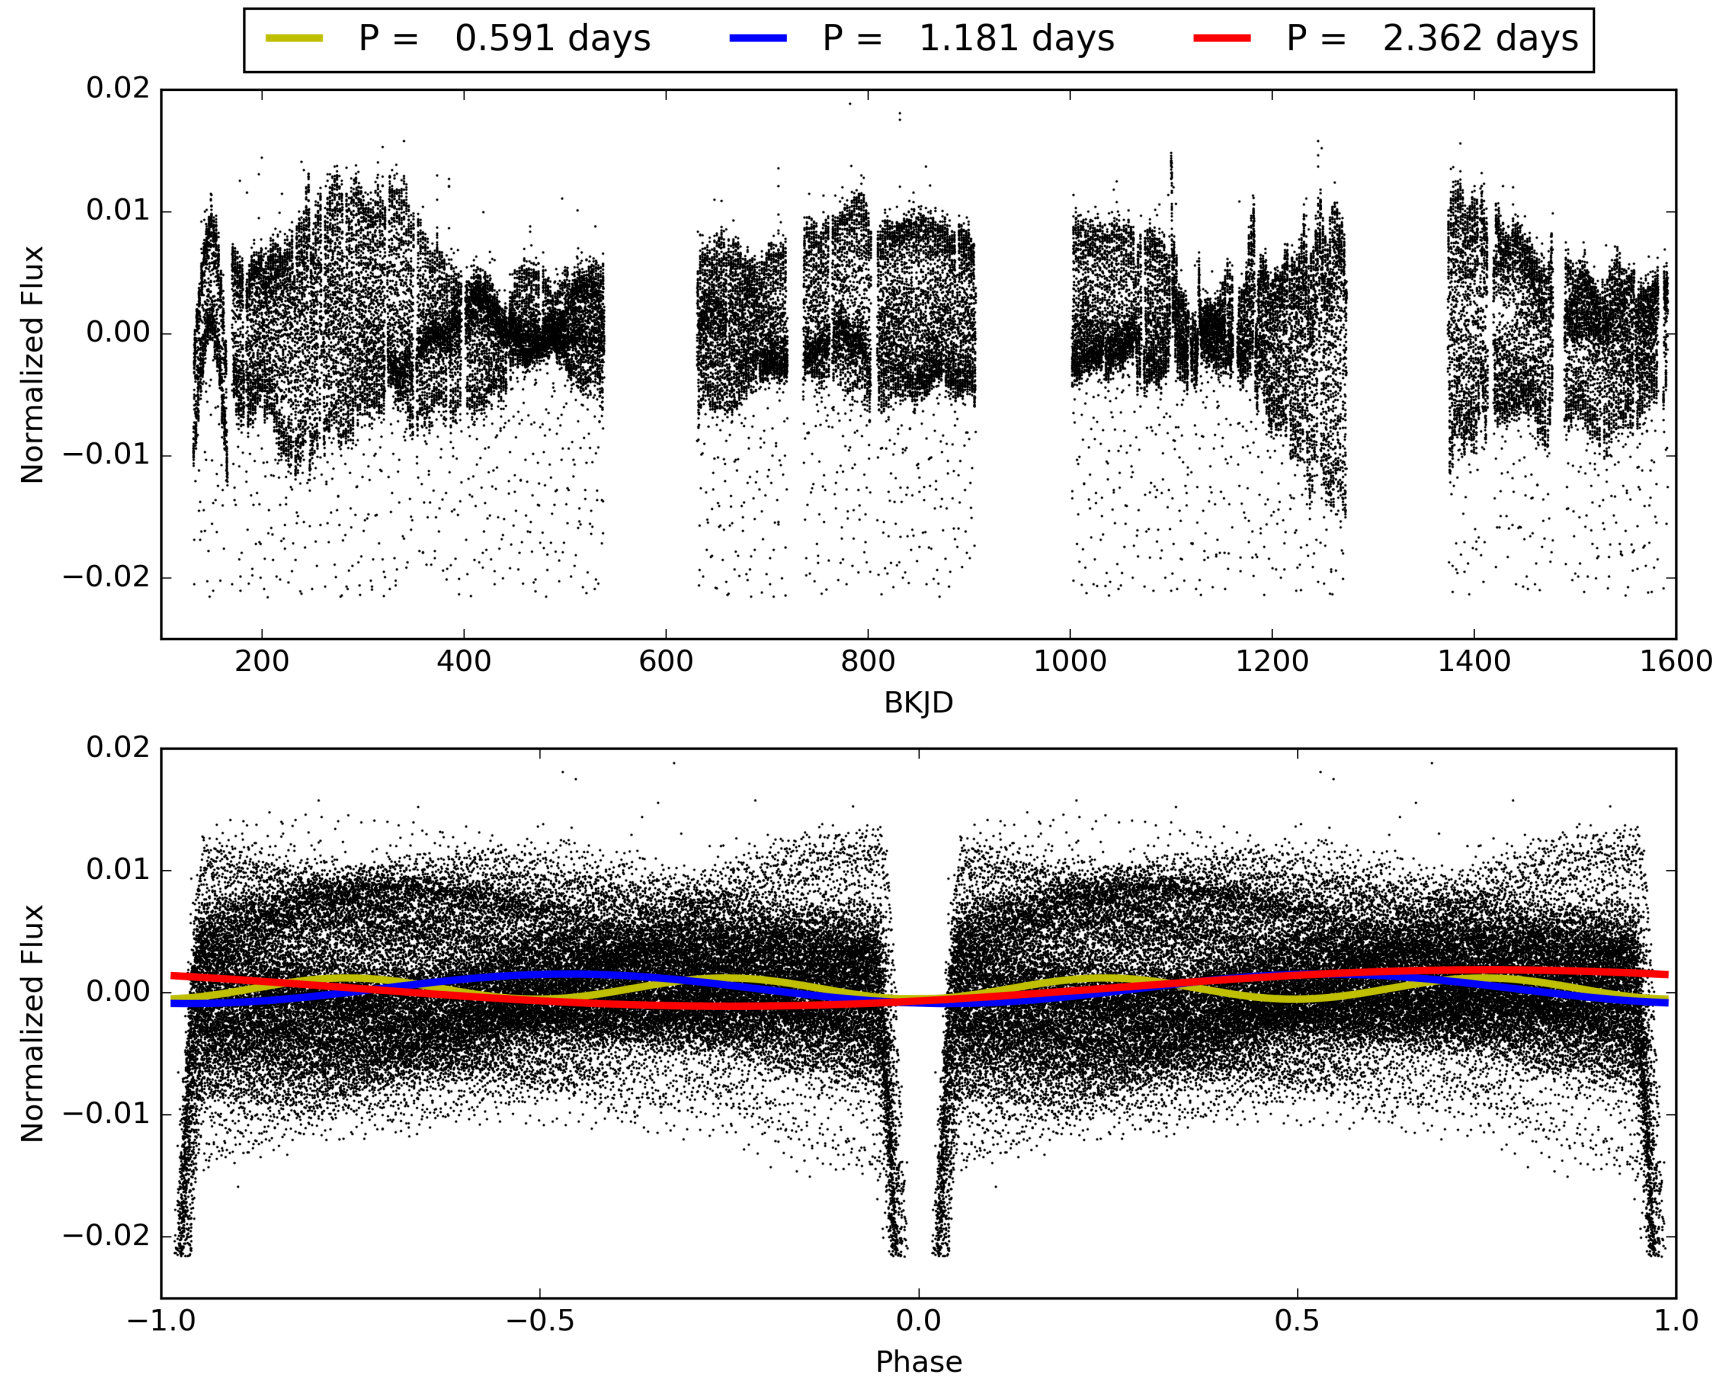 P = 0.591 days P = 1.181 days P = 2.362 days
0.02
0.01
0.00
−0.01
−0.02
Normalized Flux
200 400 600 800 1000 1200 1400 1600
BKJD
0.02
0.01
0.00
−0.01
−0.02
Normalized Flux
−1.0 −0.5 0.0 0.5 1.0
Phase